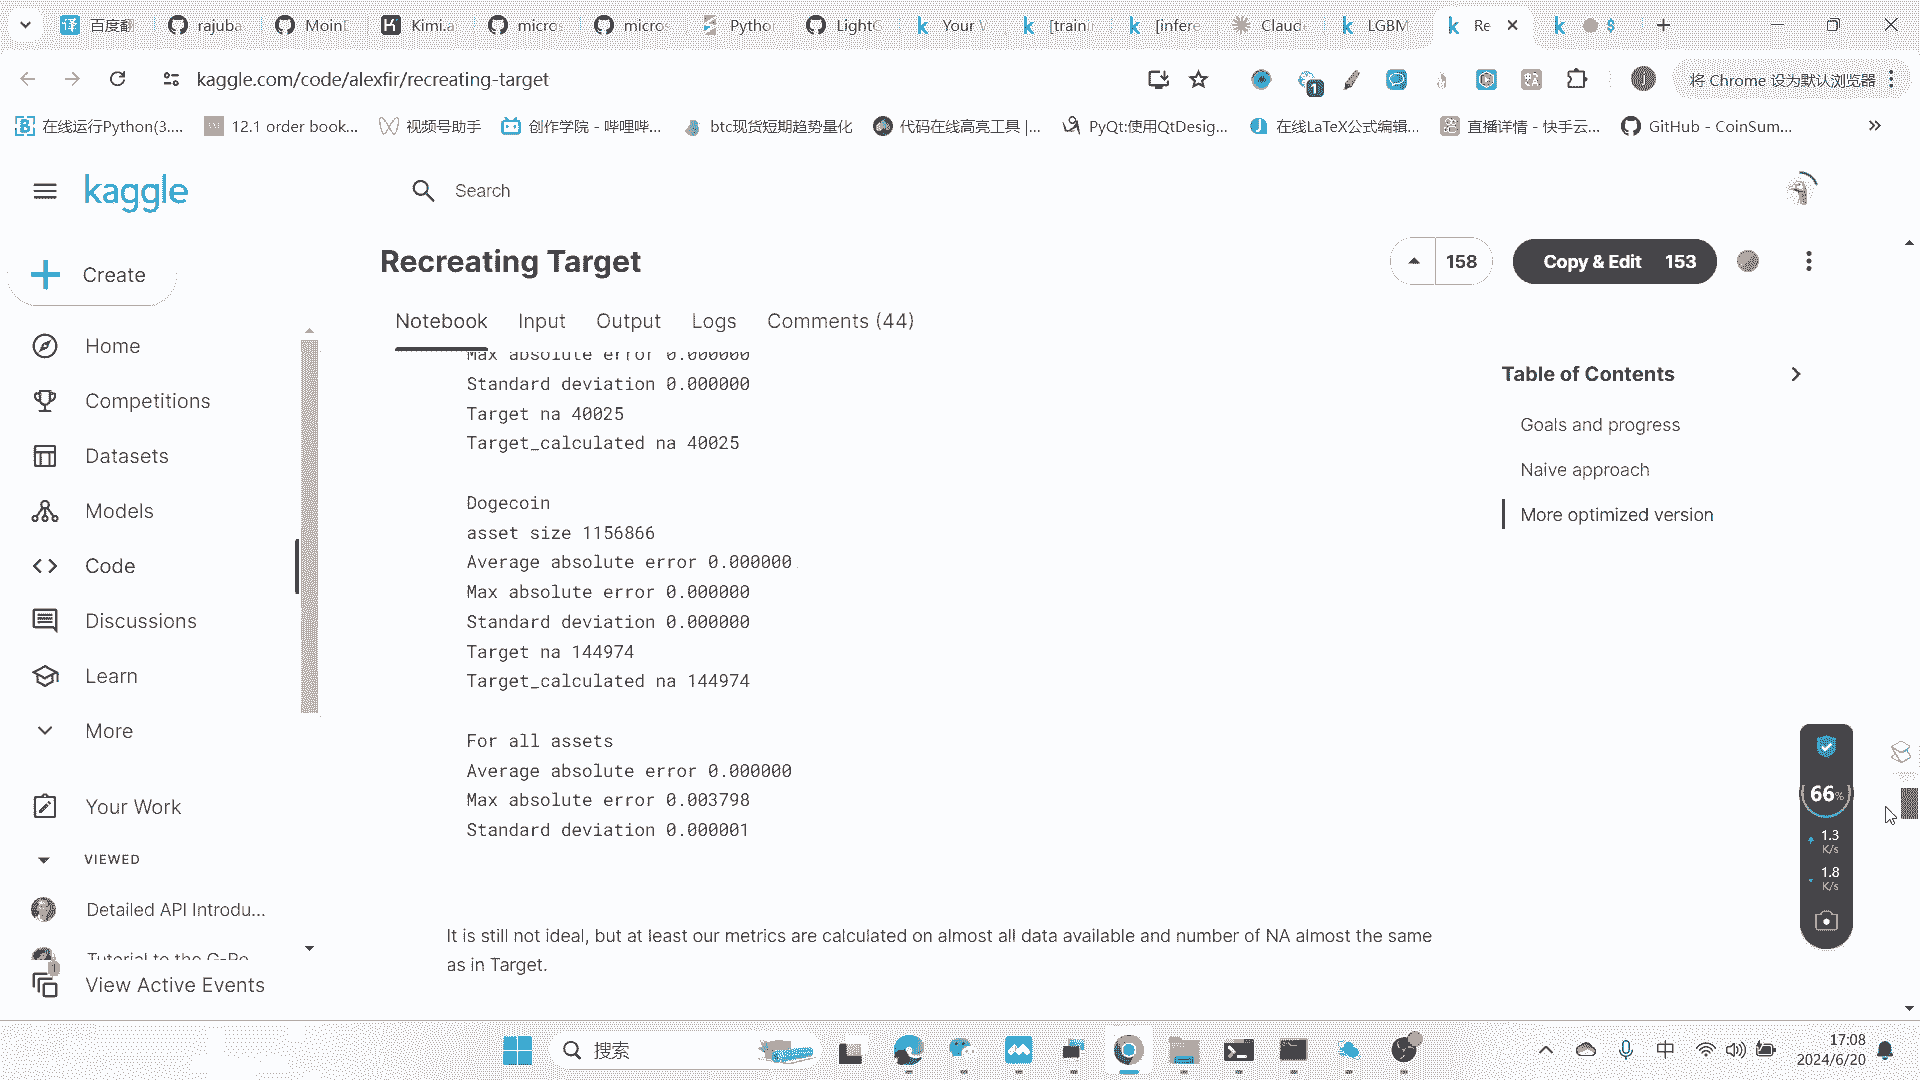 百度翻
rajuba
MoinD
Kimi.a
micros
micros
Python
LightG
Your W
[traini
[infere
Claude
LGBM
Re
kaggle.com/code/alexfir/recreating-target
将 Chrome 设为默认浏览器
在线运行Python(3....
12.1 order book...
视频号助手
创作学院 - 哔哩哔...
btc现货短期趋势量化
代码在线高亮工具 |...
PyQt:使用QtDesig...
在线LaTeX公式编辑...
直播详情 - 快手云...
GitHub - CoinSum...
kaggle
Search
Create
Home
Competitions
Datasets
Models
Code
Discussions
Learn
More
Your Work
VIEWED
Detailed API Introdu...
Tutorial to the G-Re
1
View Active Events
Recreating Target
158
Copy & Edit 153
Notebook Input Output Logs Comments (44)
Max absolute error 0.000000
Standard deviation 0.000000
Target na 40025
Target_calculated na 40025
Dogecoin
asset size 1156866
Average absolute error 0.000000
Max absolute error 0.000000
Standard deviation 0.000000
Target na 144974
Target_calculated na 144974
For all assets
Average absolute error 0.000000
Max absolute error 0.003798
Standard deviation 0.000001
It is still not ideal, but at least our metrics are calculated on almost all data available and number of NA almost the same
as in Target.
Table of Contents
Goals and progress
Naive approach
More optimized version
66%
1.3
K/s
1.8
K/s
搜索
中
17:08
2024/6/20